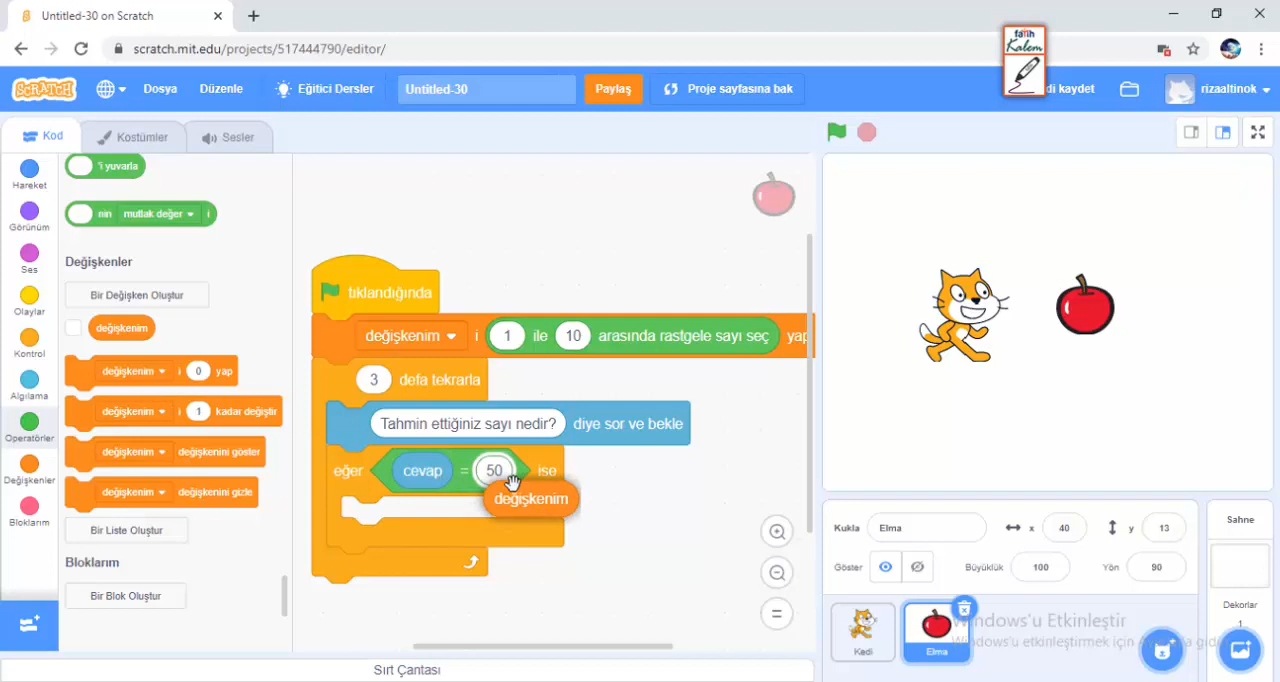 Untitled-30 on Scratch
scratch.mit.edu/projects/517444790/editor/
fatih
Kalem
SCRATCH
Dosya
Düzenle
Eğitici Dersler
Untitled-30
Paylaş
Proje sayfasına bak
di kaydet
rizaaltinok
Kod
Kostümler
Sesler
Hareket
Görünüm
Ses
Olaylar
Kontrol
Algılama
Operatörler
Değişkenler
Bloklarım
'i yuvarla
nin mutlak değer i
Değişkenler
Bir Değişken Oluştur
değişkenim
değişkenim i 0 yap
değişkenim i 1 kadar değiştir
değişkenim değişkenini göster
değişkenim değişkenini gizle
Bir Liste Oluştur
Bloklarım
Bir Blok Oluştur
tıklandığında
değişkenim i 1 ile 10 arasında rastgele sayı seç yap
3 defa tekrarla
Tahmin ettiğiniz sayı nedir? diye sor ve bekle
eğer cevap = 50 ise
değişkenim
Sırt Çantası
Kukla Elma x 40 y 13
Göster Büyüklük 100 Yön 90
Kedi
Elma
Sahne
Dekorlar
1
Windows'u Etkinleştir
Windows'u etkinleştirmek için